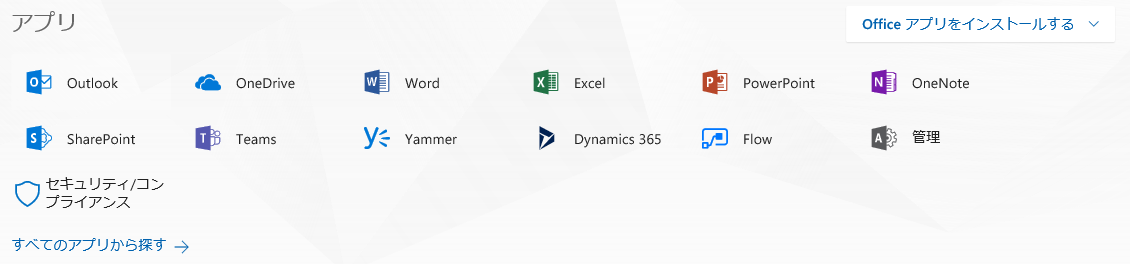 アプリ
Office アプリをインストールする
Outlook
OneDrive
Word
Excel
PowerPoint
OneNote
SharePoint
Teams
Yammer
Dynamics 365
Flow
管理
セキュリティ/コン
プライアンス
すべてのアプリから探す →